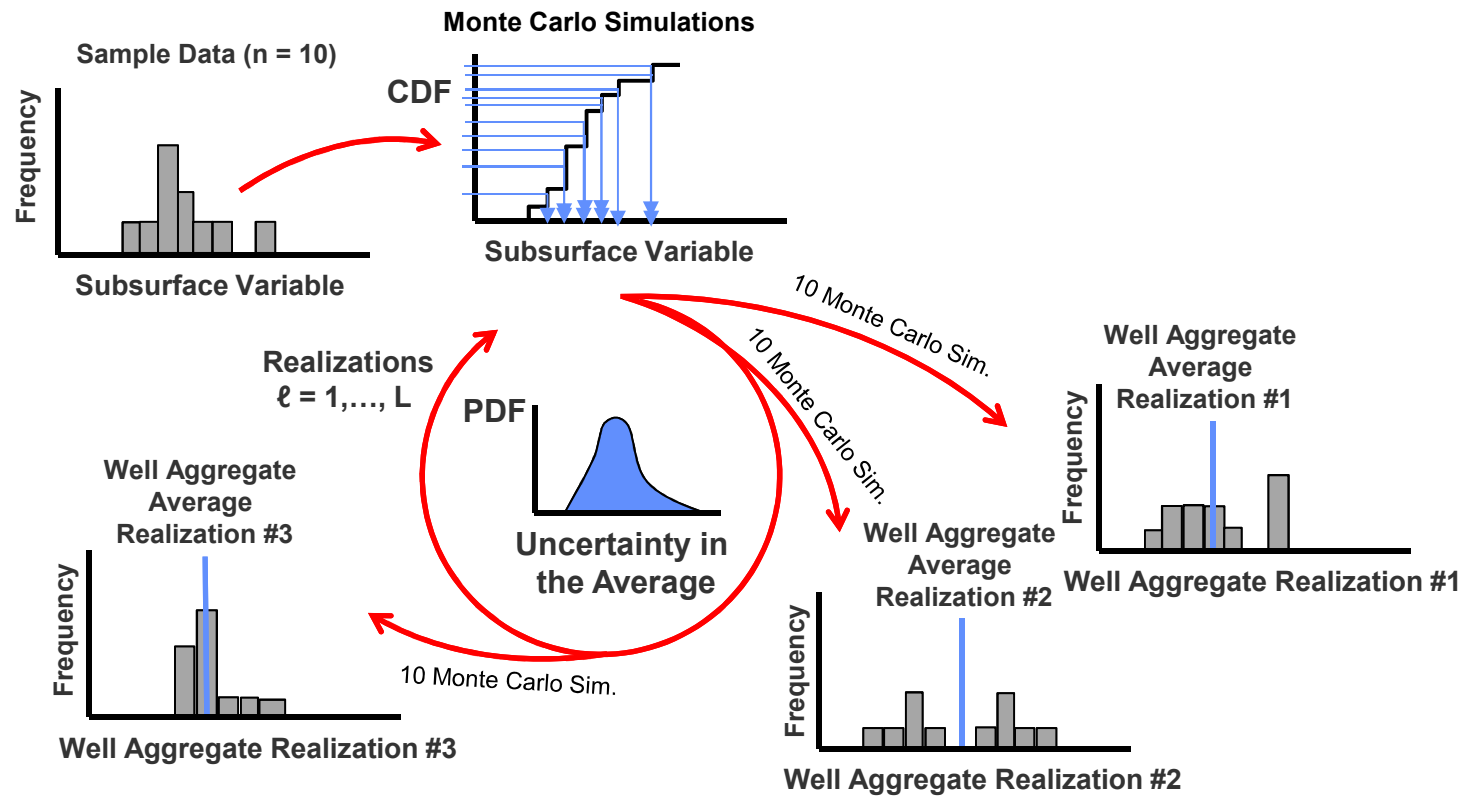 Monte Carlo Simulations
Sample Data (n = 10)
Frequency
Subsurface Variable
CDF
Subsurface Variable
10 Monte Carlo Sim.
10 Monte Carlo Sim.
Realizations
ℓ = 1,…, L
PDF
Uncertainty in
the Average
Well Aggregate
Average
Realization #1
Frequency
Well Aggregate Realization #1
Well Aggregate
Average
Realization #2
Frequency
Well Aggregate Realization #2
10 Monte Carlo Sim.
Well Aggregate
Average
Realization #3
Frequency
Well Aggregate Realization #3